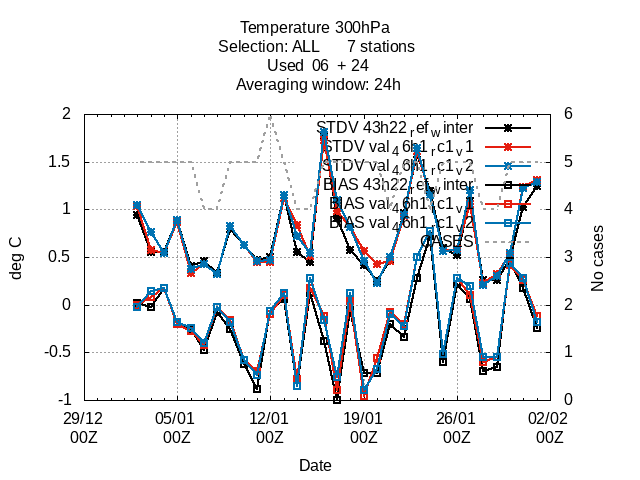 Temperature 300hPa
Selection: ALL 7 stations
Used 06 + 24
Averaging window: 24h
2 6
STDV 43h22_ref_winter
STDV val_46h1_rc1_v1
1.5 5
STDV val_46h1_rc1_v2
BIAS 43h22_ref_winter
1 BIAS val_46h1_rc1_v1 4
BIAS val_46h1_rc1_v2
CASES
0.5 3
deg C
No cases
0 2
-0.5 1
-1 0
29/12 05/01 12/01 19/01 26/01 02/02
00Z 00Z 00Z 00Z 00Z 00Z
Date